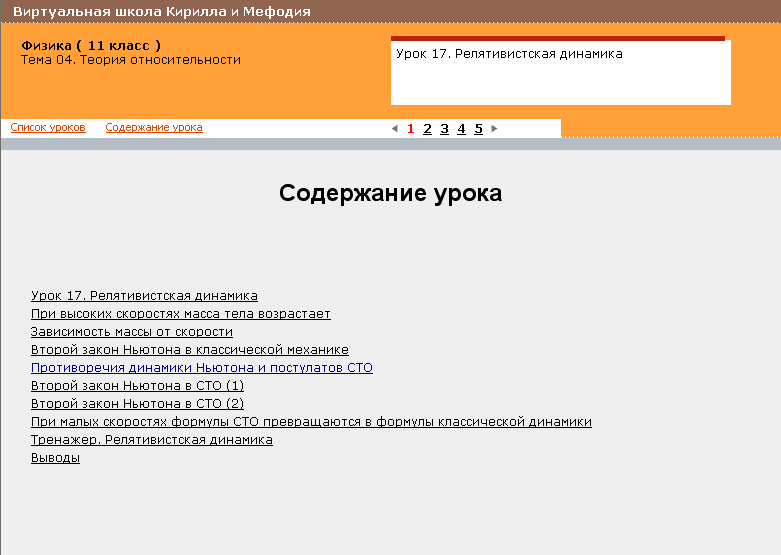 Виртуальная школа Кирилла и Мефодия
Физика ( 11 класс )
Тема 04. Теория относительности
Урок 17. Релятивистская динамика
Список уроков Содержание урока 1 2 3 4 5
Содержание урока
Урок 17. Релятивистская динамика
При высоких скоростях масса тела возрастает
Зависимость массы от скорости
Второй закон Ньютона в классической механике
Противоречия динамики Ньютона и постулатов СТО
Второй закон Ньютона в СТО (1)
Второй закон Ньютона в СТО (2)
При малых скоростях формулы СТО превращаются в формулы классической динамики
Тренажер. Релятивистская динамика
Выводы